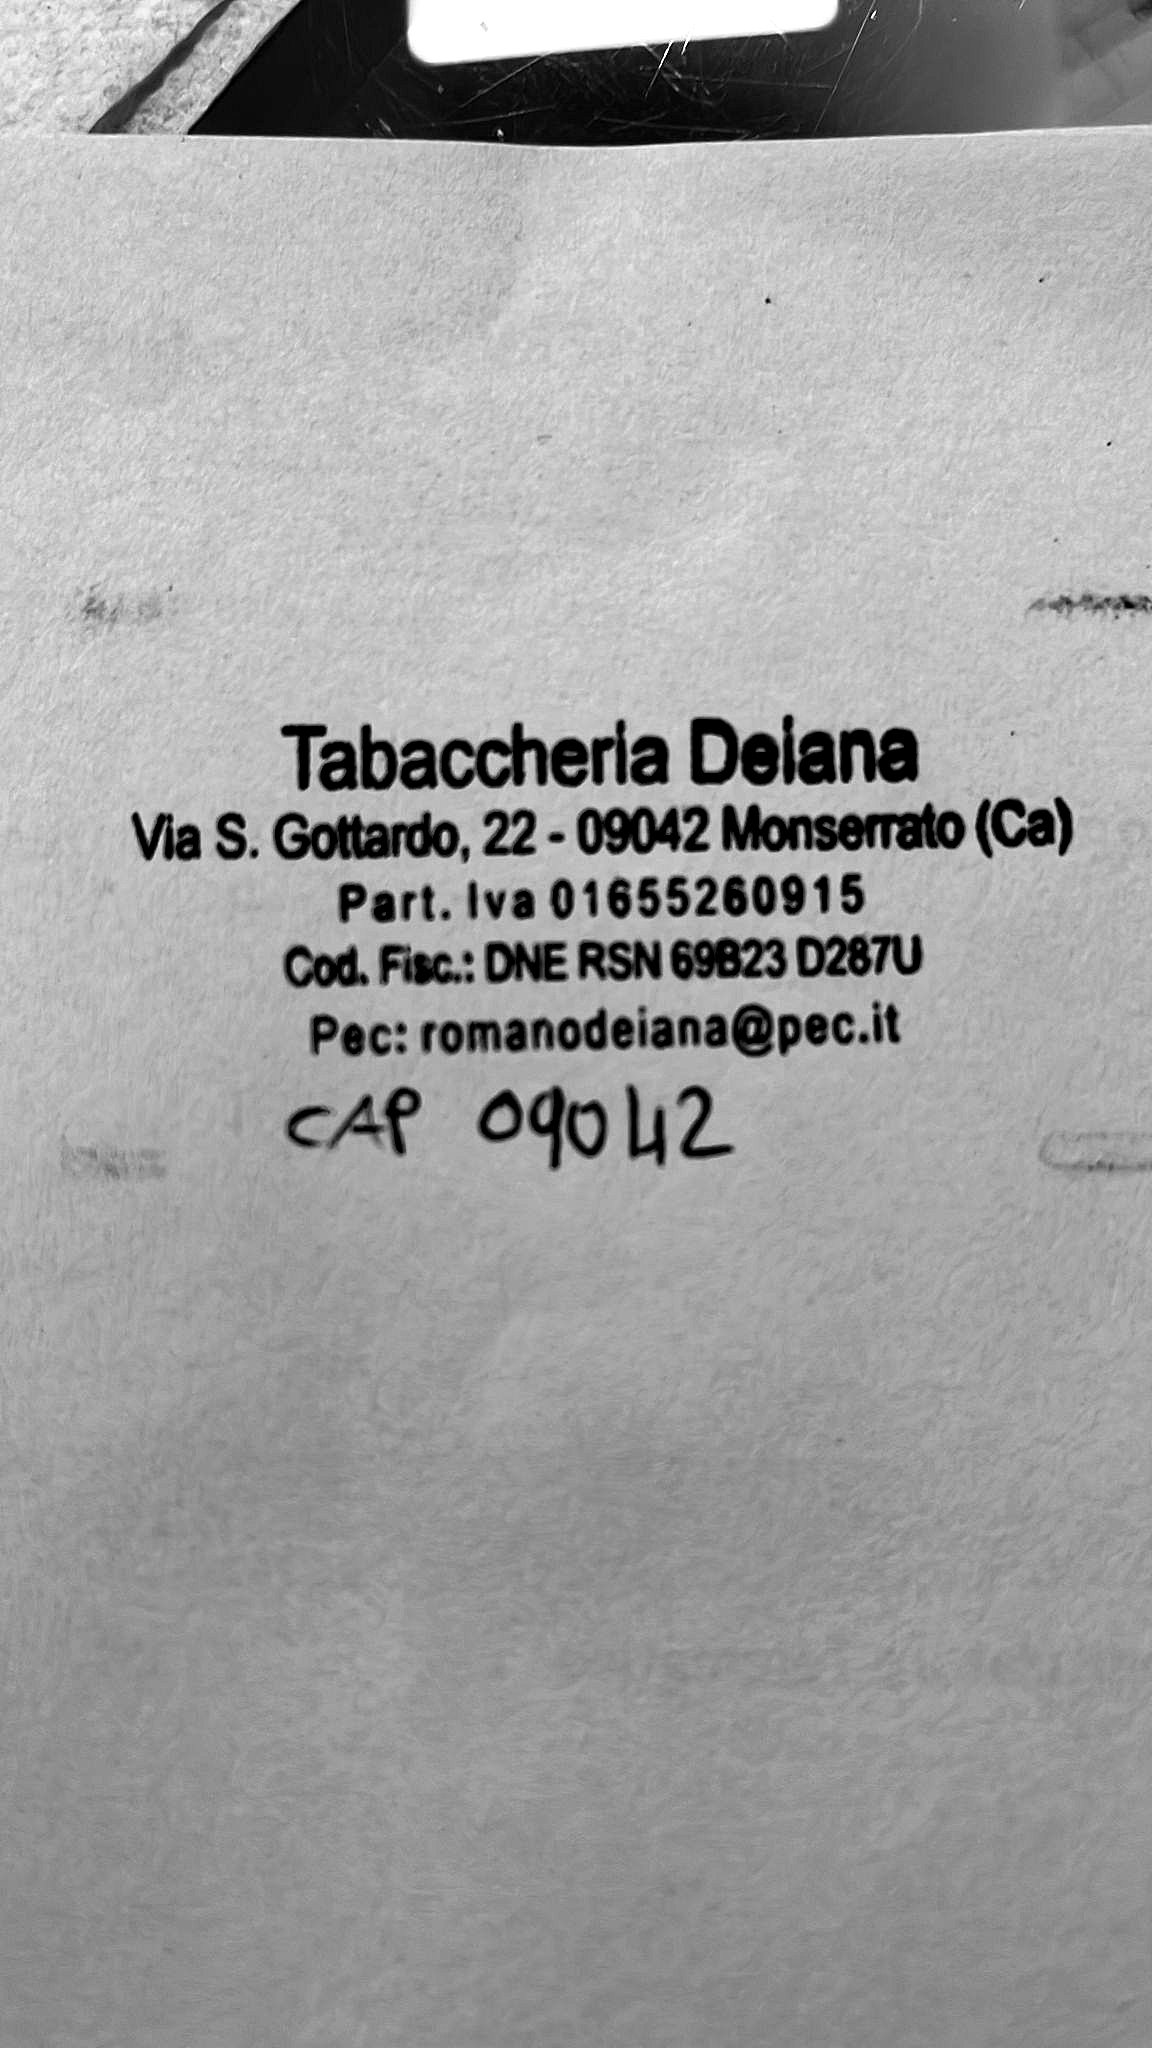 Tabaccheria Deiana
Via S. Gottardo, 22 - 09042 Monserrato (Ca)
Part. Iva 01655260915
Cod. Fisc.: DNE RSN 69B23 D287U
Pec: romanodeiana@pec.it
CAP 09042